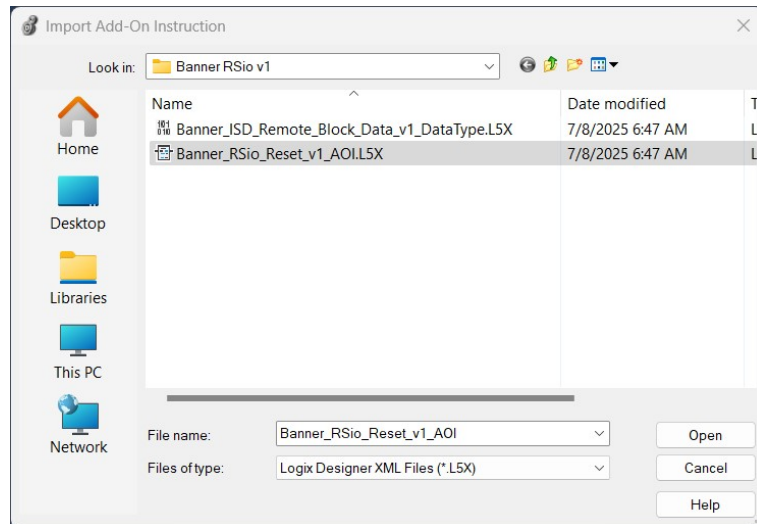 Import Add-On Instruction
Look in: Banner RSio v1
Name Date modified T
Banner_ISD_Remote_Block_Data_v1_DataType.L5X 7/8/2025 6:47 AM L
Banner_RSio_Reset_v1_AOI.L5X 7/8/2025 6:47 AM L
Home
Desktop
Libraries
This PC
Network
File name: Banner_RSio_Reset_v1_AOI Open
Files of type: Logix Designer XML Files (*.L5X) Cancel
Help